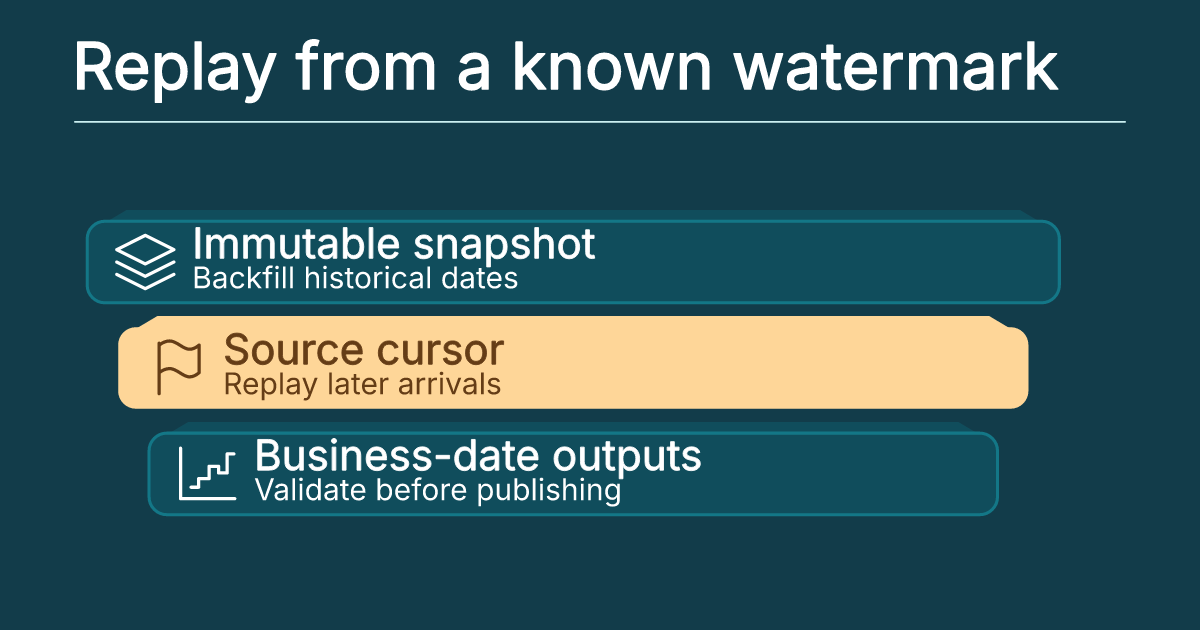 Replay from a known watermark
Immutable snapshot
Backfill historical dates
Source cursor
Replay later arrivals
Business-date outputs
Validate before publishing